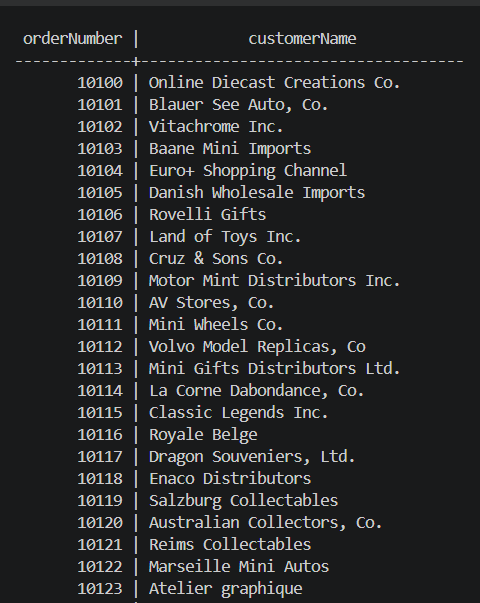 orderNumber | customerName
-------------+------------------------------------
10100 | Online Diecast Creations Co.
10101 | Blauer See Auto, Co.
10102 | Vitachrome Inc.
10103 | Baane Mini Imports
10104 | Euro+ Shopping Channel
10105 | Danish Wholesale Imports
10106 | Rovelli Gifts
10107 | Land of Toys Inc.
10108 | Cruz & Sons Co.
10109 | Motor Mint Distributors Inc.
10110 | AV Stores, Co.
10111 | Mini Wheels Co.
10112 | Volvo Model Replicas, Co
10113 | Mini Gifts Distributors Ltd.
10114 | La Corne Dabondance, Co.
10115 | Classic Legends Inc.
10116 | Royale Belge
10117 | Dragon Souveniers, Ltd.
10118 | Enaco Distributors
10119 | Salzburg Collectables
10120 | Australian Collectors, Co.
10121 | Reims Collectables
10122 | Marseille Mini Autos
10123 | Atelier graphique